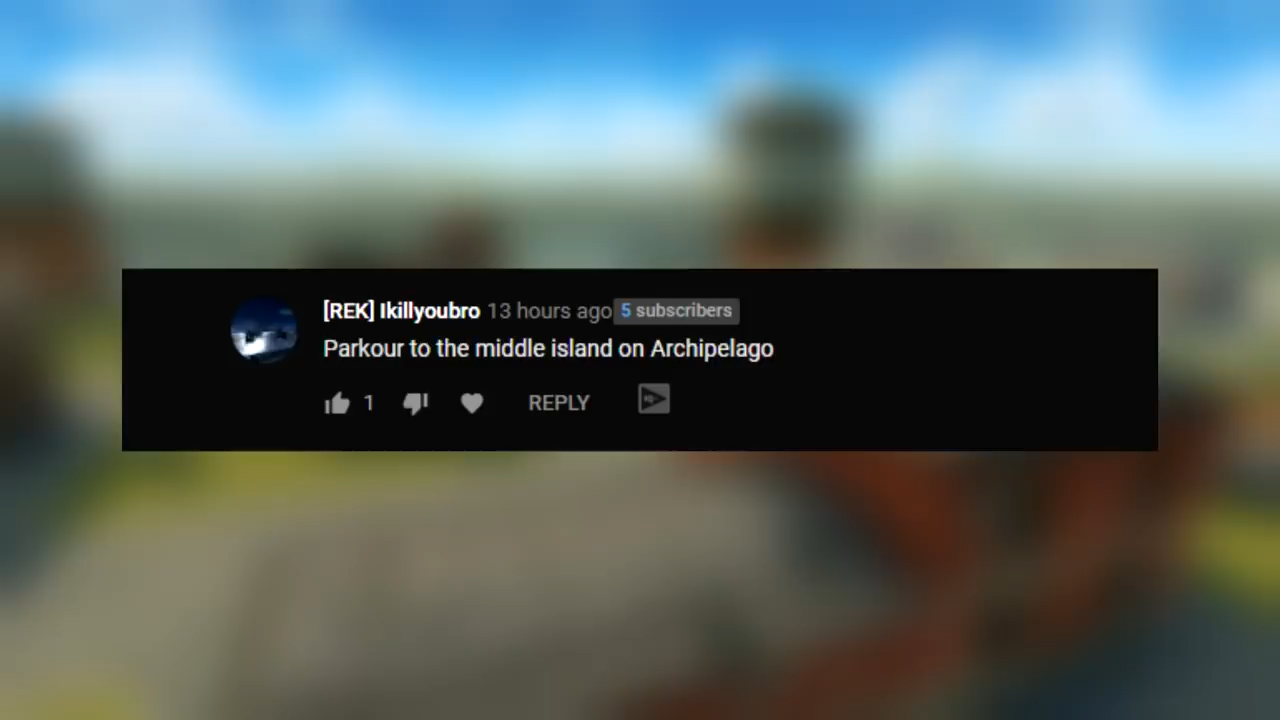 [REK] Ikillyoubro 13 hours ago 5 subscribers
Parkour to the middle island on Archipelago
1 REPLY